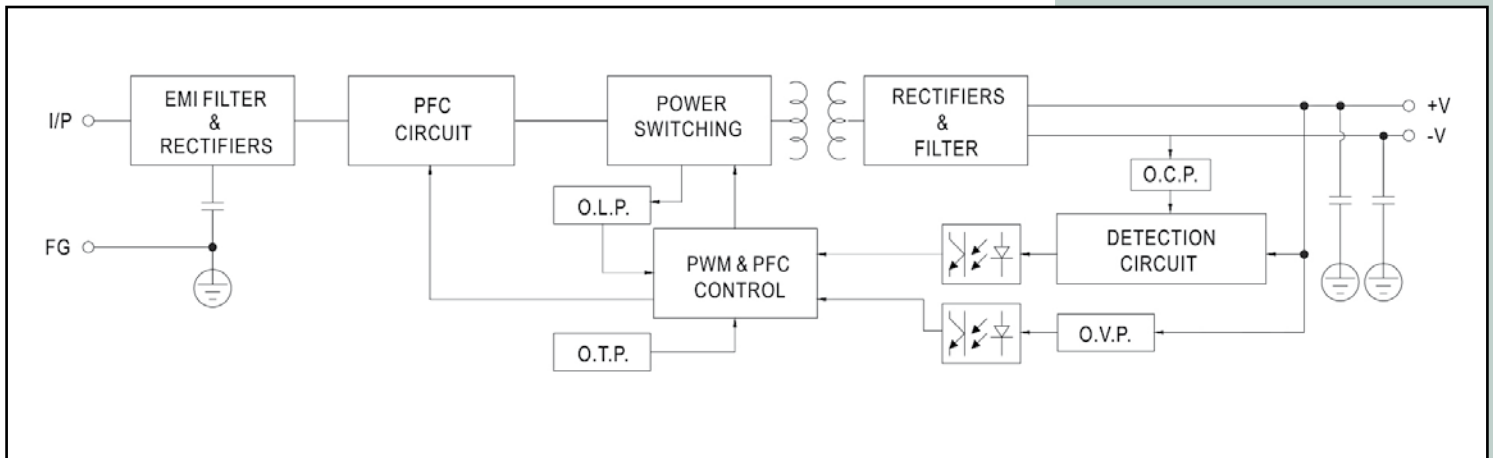 I/P
EMI FILTER
&
RECTIFIERS
PFC
CIRCUIT
POWER
SWITCHING
RECTIFIERS
&
FILTER
+V
-V
O.C.P.
O.L.P.
FG
PWM & PFC
CONTROL
DETECTION
CIRCUIT
O.T.P.
O.V.P.